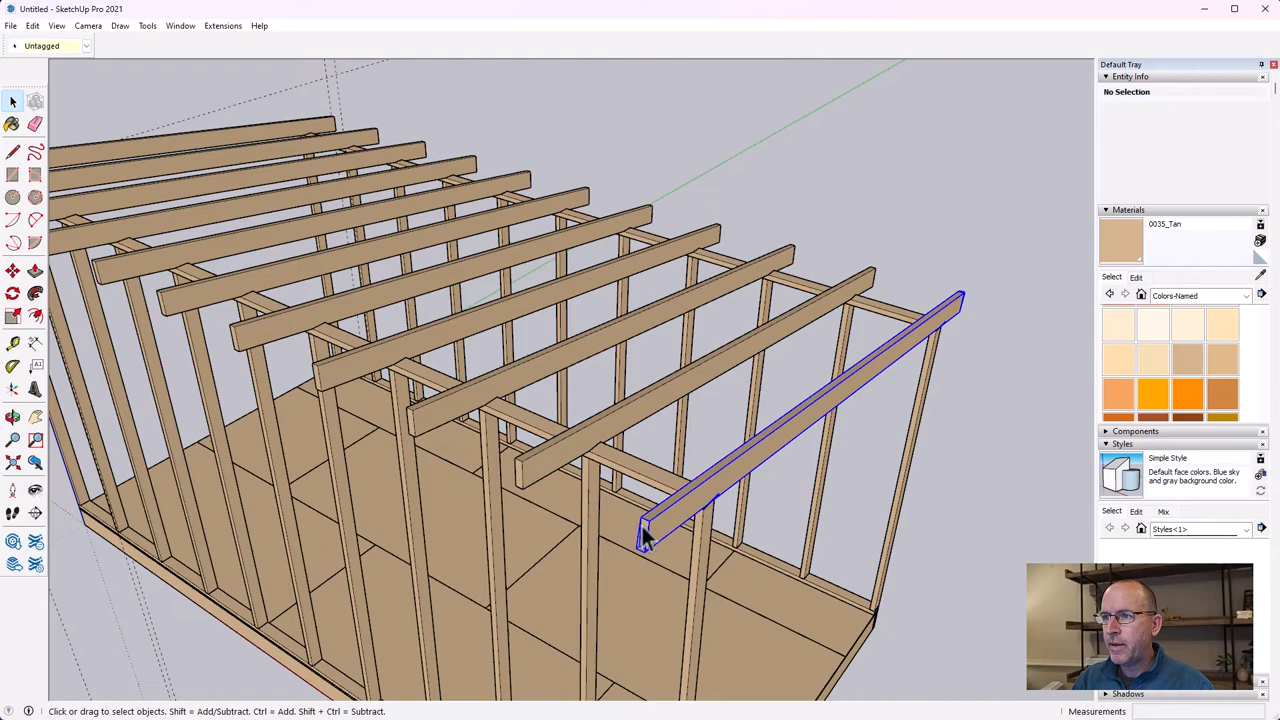 Untitled - SketchUp Pro 2021
File Edit View Camera Draw Tools Window Extensions Help
Untagged
Default Tray
Entity Info
No Selection
Materials
0035_Tan
Select Edit
Colors-Named
Components
Styles
Simple Style
Default face colors. Blue sky and gray background color.
Select Edit Mix
Styles<1>
Shadows
Click or drag to select objects. Shift = Add/Subtract. Ctrl = Add. Shift + Ctrl = Subtract.
Measurements